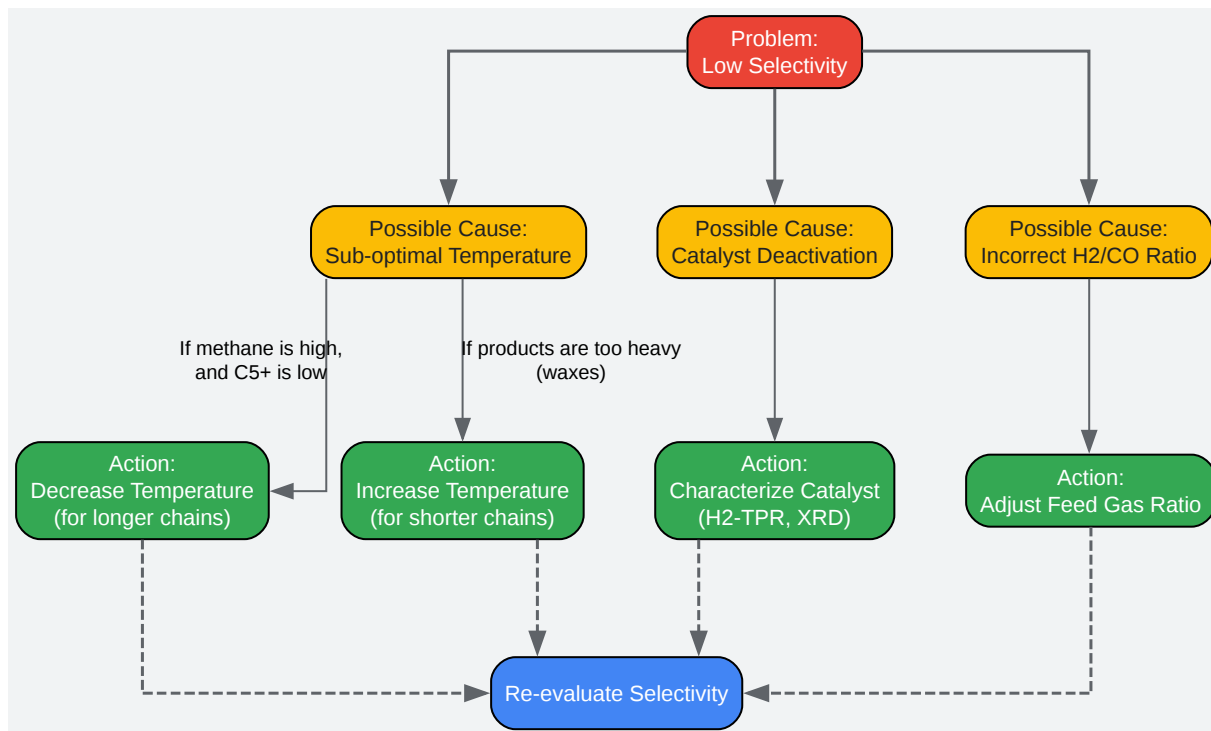 Problem:
Low Selectivity
Possible Cause:
Sub-optimal Temperature
Possible Cause:
Catalyst Deactivation
Possible Cause:
Incorrect H2/CO Ratio
If methane is high,
and C5+ is low
If products are too heavy
(waxes)
Action:
Decrease Temperature
(for longer chains)
Action:
Increase Temperature
(for shorter chains)
Action:
Characterize Catalyst
(H2-TPR, XRD)
Action:
Adjust Feed Gas Ratio
Re-evaluate Selectivity